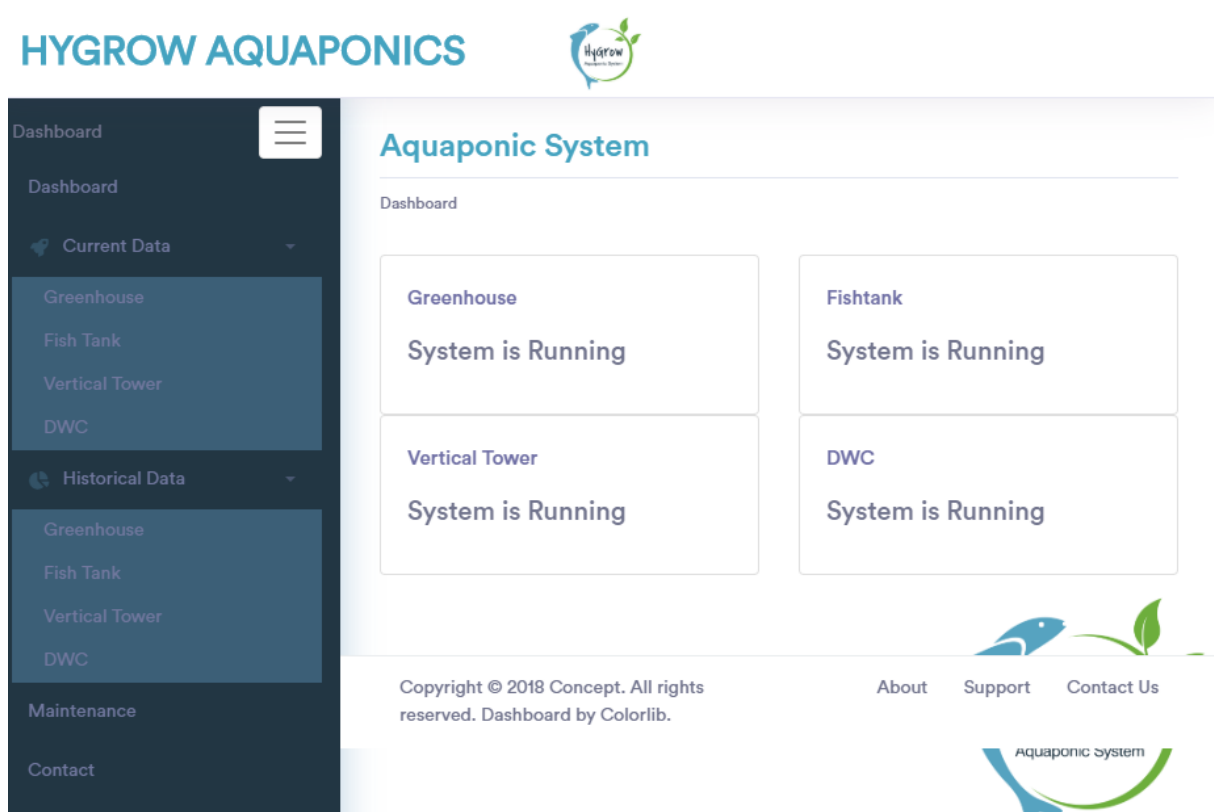 HYGROW AQUAPONICS
HyGrow
Aquaponic System
Dashboard
Dashboard
Current Data
Greenhouse
Fish Tank
Vertical Tower
DWC
Historical Data
Greenhouse
Fish Tank
Vertical Tower
DWC
Maintenance
Contact
Aquaponic System
Dashboard
Greenhouse
System is Running
Fishtank
System is Running
Vertical Tower
System is Running
DWC
System is Running
Copyright © 2018 Concept. All rights
reserved. Dashboard by Colorlib.
About Support Contact Us
Aquaponic System